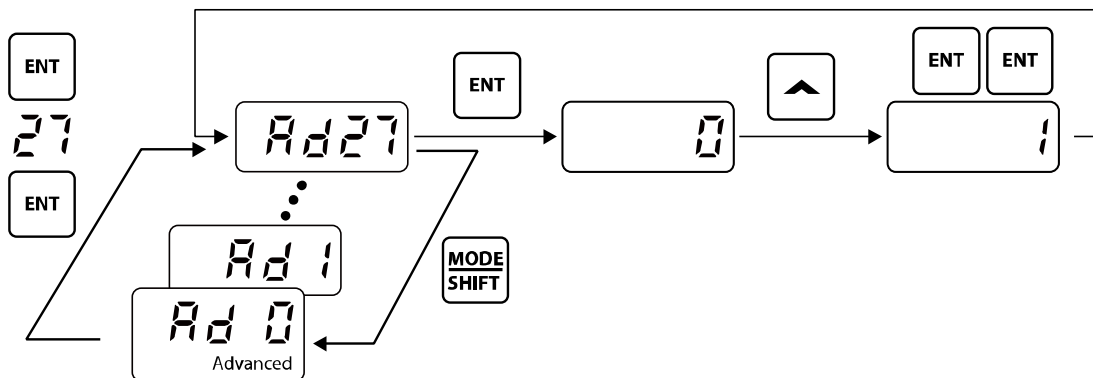 ENT
27
ENT
Ad27
Ad 1
Ad 0
Advanced
ENT
MODE
SHIFT
0
ENT ENT
1